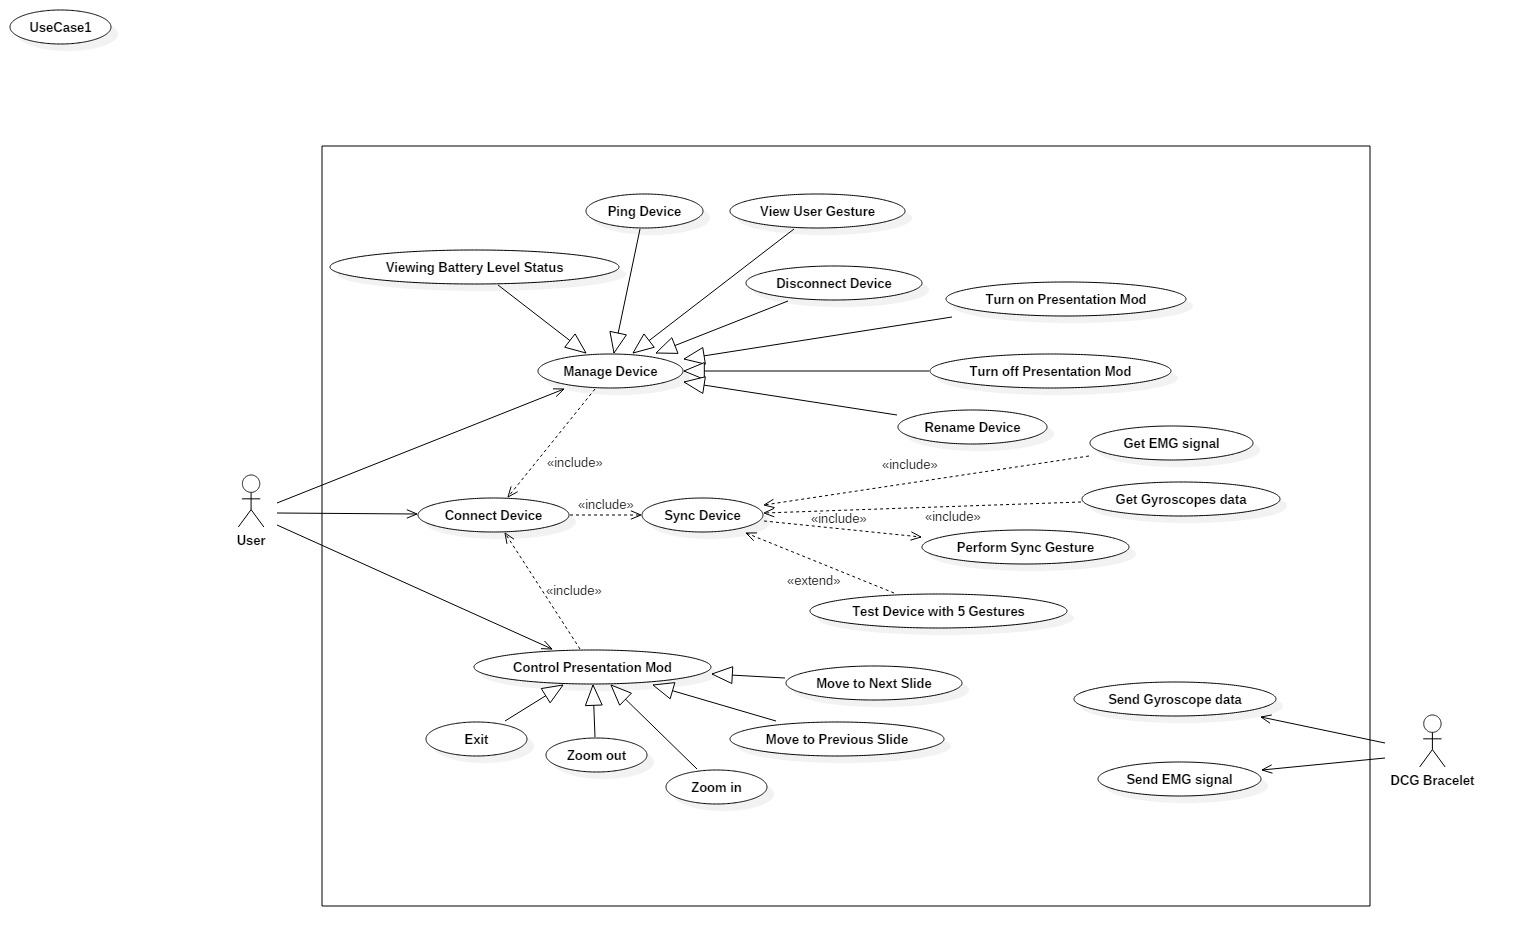 UseCase1
Ping Device
View User Gesture
Viewing Battery Level Status
Disconnect Device
Turn on Presentation Mod
Manage Device
Turn off Presentation Mod
Rename Device
Get EMG signal
«include»
«include»
Get Gyroscopes data
«include»
User
Connect Device
Sync Device
«include»
«include»
Perform Sync Gesture
«extend»
«include»
Test Device with 5 Gestures
Control Presentation Mod
Move to Next Slide
Send Gyroscope data
Exit
Zoom out
Move to Previous Slide
Zoom in
Send EMG signal
DCG Bracelet